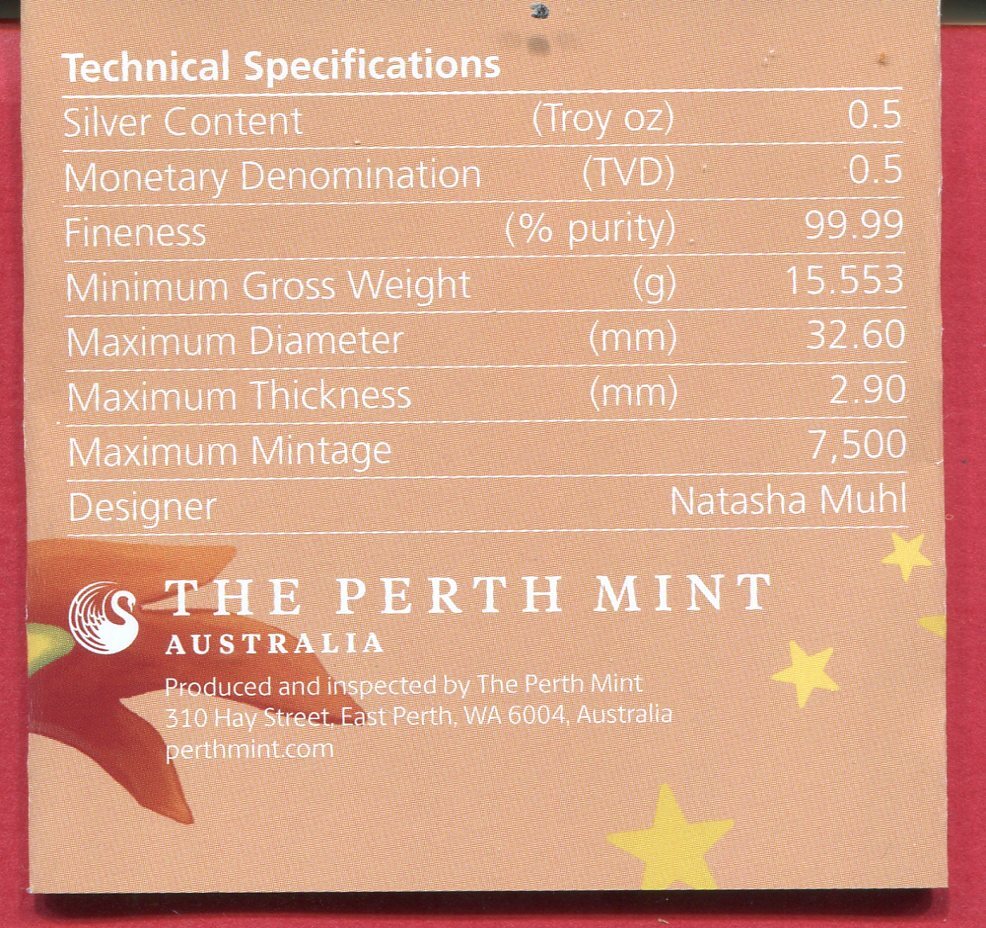 Technical Specifications
Silver Content (Troy oz) 0.5
Monetary Denomination (TVD) 0.5
Fineness (% purity) 99.99
Minimum Gross Weight (g) 15.553
Maximum Diameter (mm) 32.60
Maximum Thickness (mm) 2.90
Maximum Mintage 7,500
Designer Natasha Muhl
THE PERTH MINT
AUSTRALIA
Produced and inspected by The Perth Mint
310 Hay Street, East Perth, WA 6004, Australia
perthmint.com